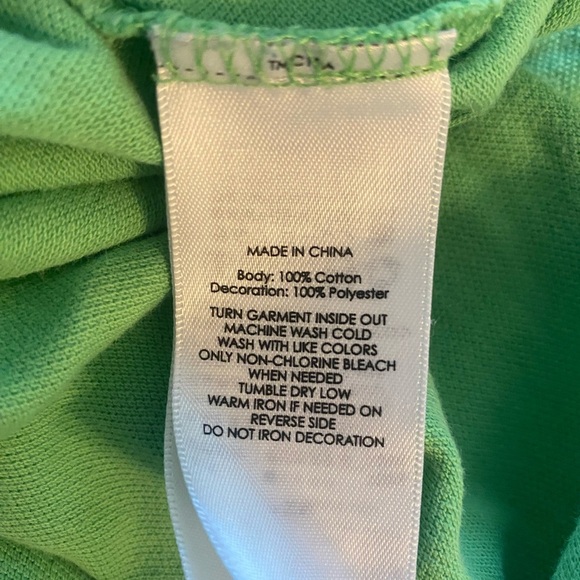 MADE IN CHINA
Body: 100% Cotton
Decoration: 100% Polyester
TURN GARMENT INSIDE OUT
MACHINE WASH COLD
WASH WITH LIKE COLORS
ONLY NON-CHLORINE BLEACH
WHEN NEEDED
TUMBLE DRY LOW
WARM IRON IF NEEDED ON
REVERSE SIDE
DO NOT IRON DECORATION